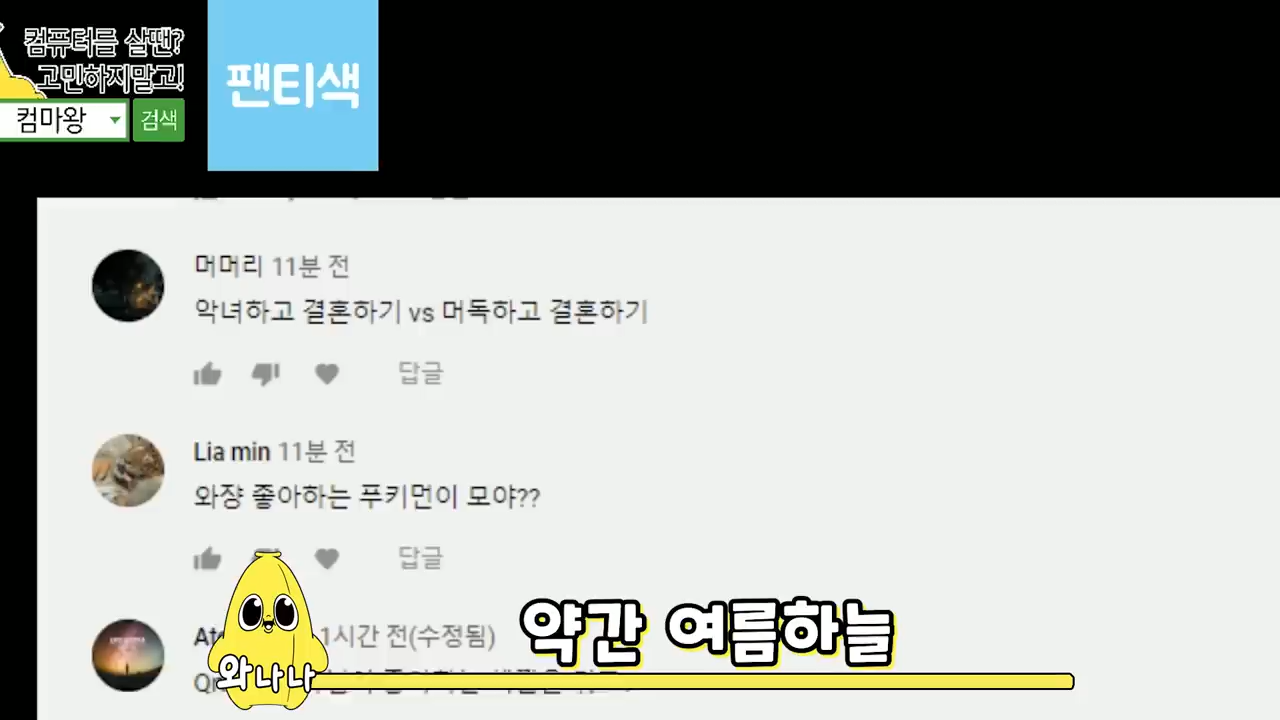 컴퓨터를 살땐?
고민하지말고!
컴마왕
검색
팬티색
머머리 11분 전
악녀하고 결혼하기 vs 머독하고 결혼하기
답글
Lia min 11분 전
와쟝 좋아하는 푸키먼이 모야??
답글
1시간 전(수정됨)
약간 여름하늘
와나나